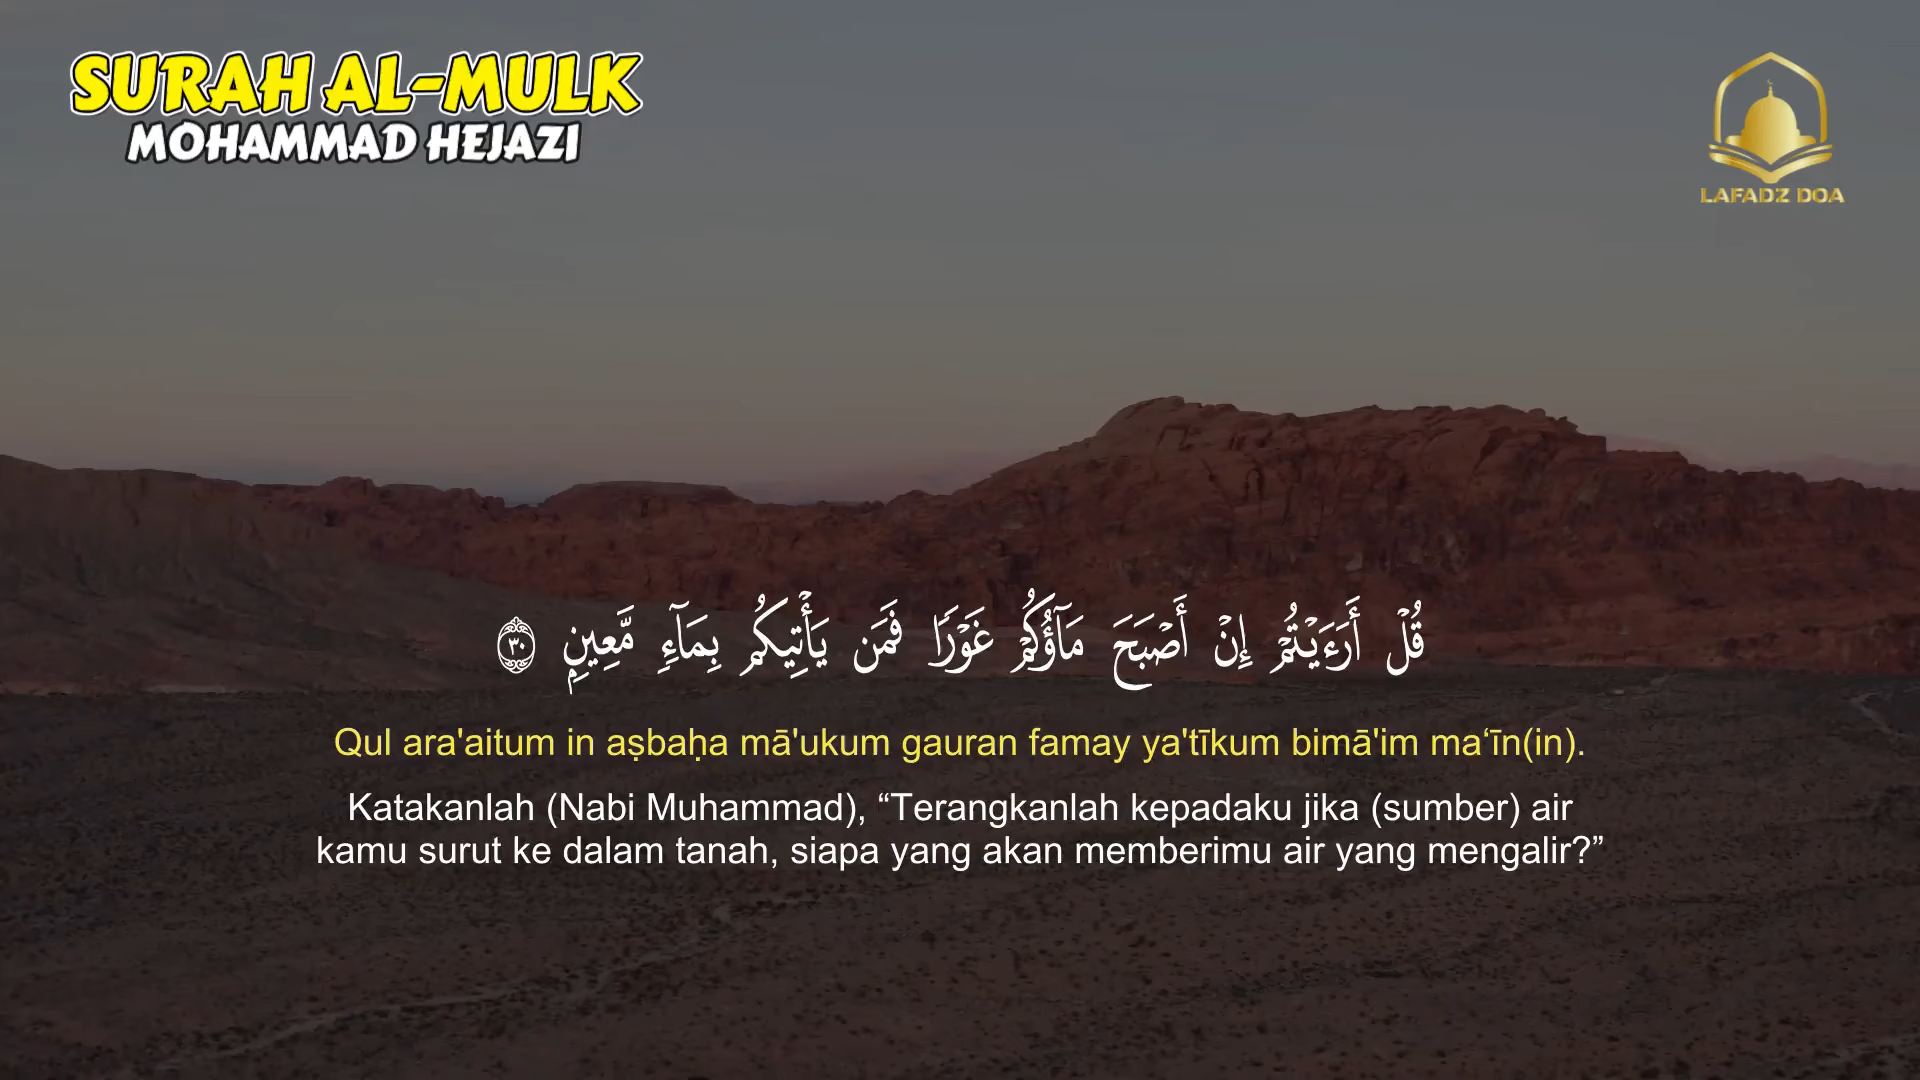 SURAH AL-MULK
MOHAMMAD HEJAZI
LAFADZ DOA
قُلْ أَرَءَيْتُمْ إِنْ أَصْبَحَ مَآؤُكُمْ غَوْرًا فَمَن يَأْتِيكُم بِمَآءٍ مَّعِينٍۭ ٣٠
Qul ara'aitum in aṣbaḥa mā'ukum gauran famay ya'tīkum bimā'im ma‘īn(in).
Katakanlah (Nabi Muhammad), “Terangkanlah kepadaku jika (sumber) air
kamu surut ke dalam tanah, siapa yang akan memberimu air yang mengalir?”